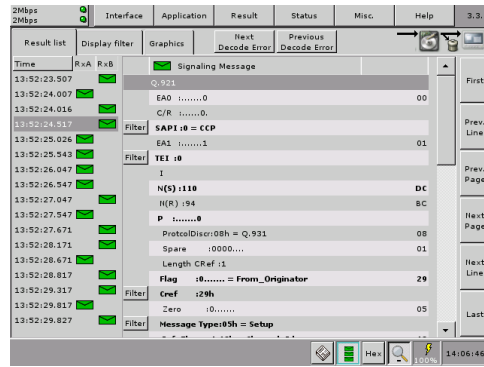 2Mbps
2Mbps
Interface Application Result Status Misc. Help 3.3.
Result list Display filter Graphics Next Decode Error Previous Decode Error
Time RxA RxB Signaling Message
First
Prev. Line
Prev. Page
Next Page
Next Line
Last
13:52:23.507
13:52:24.007
13:52:24.016
13:52:24.517
13:52:25.026
13:52:25.543
13:52:26.047
13:52:26.547
13:52:27.047
13:52:27.547
13:52:27.671
13:52:28.171
13:52:28.671
13:52:28.817
13:52:29.317
13:52:29.817
13:52:29.827
Q.921
EA0 :.......0 00
C/R :......0.
Filter SAPI :0 = CCP
EA1 :.......1 01
Filter TEI :0
I
N(S) :110 DC
N(R) :94 BC
P :.......0
ProtcolDiscr:08h = Q.931 08
Spare :0000.... 01
Length CRef :1
Flag :0....... = From_Originator 29
Filter Cref :29h
Zero :0....... 05
Filter Message Type:05h = Setup
Hex 100% 14:06:46